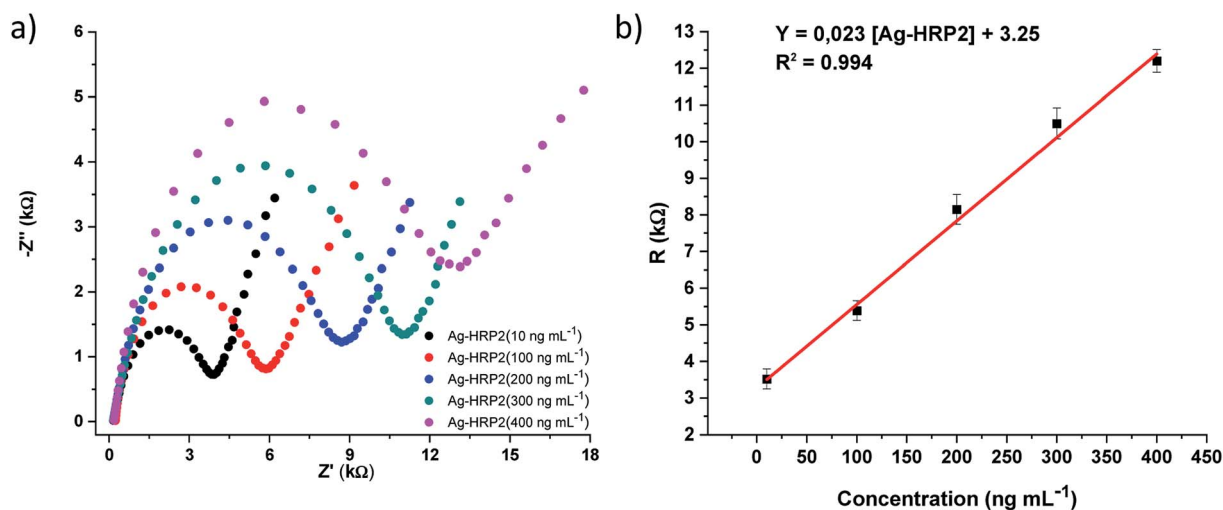 a)
6
5
4
3
2
1
0
-Z'' (kΩ)
0
3
6
9
12
15
18
Z' (kΩ)
Ag-HRP2(10 ng mL⁻¹)
Ag-HRP2(100 ng mL⁻¹)
Ag-HRP2(200 ng mL⁻¹)
Ag-HRP2(300 ng mL⁻¹)
Ag-HRP2(400 ng mL⁻¹)
b)
Y = 0,023 [Ag-HRP2] + 3.25
R² = 0.994
13
12
11
10
9
8
7
6
5
4
3
2
R (kΩ)
0
50
100
150
200
250
300
350
400
450
Concentration (ng mL⁻¹)